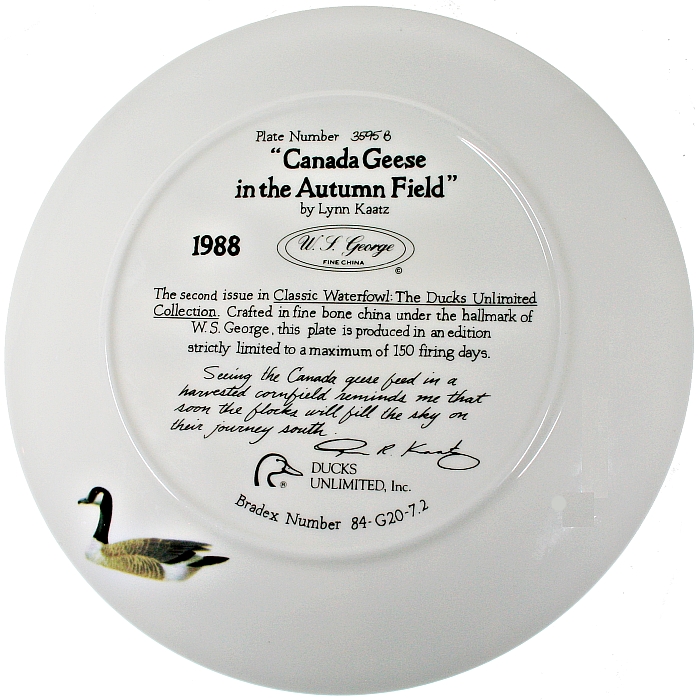 Plate Number 3595 B
“Canada Geese
in the Autumn Field”
by Lynn Kaatz
1988
W. S. George
FINE CHINA
©
The second issue in Classic Waterfowl: The Ducks Unlimited
Collection. Crafted in fine bone china under the hallmark of
W. S. George, this plate is produced in an edition
strictly limited to a maximum of 150 firing days.
Seeing the Canada geese feed in a
harvested cornfield reminds me that
soon the flocks will fill the sky on
their journey south.
R. Kaatz
DUCKS
® UNLIMITED, Inc.
Bradex Number 84-G20-7.2